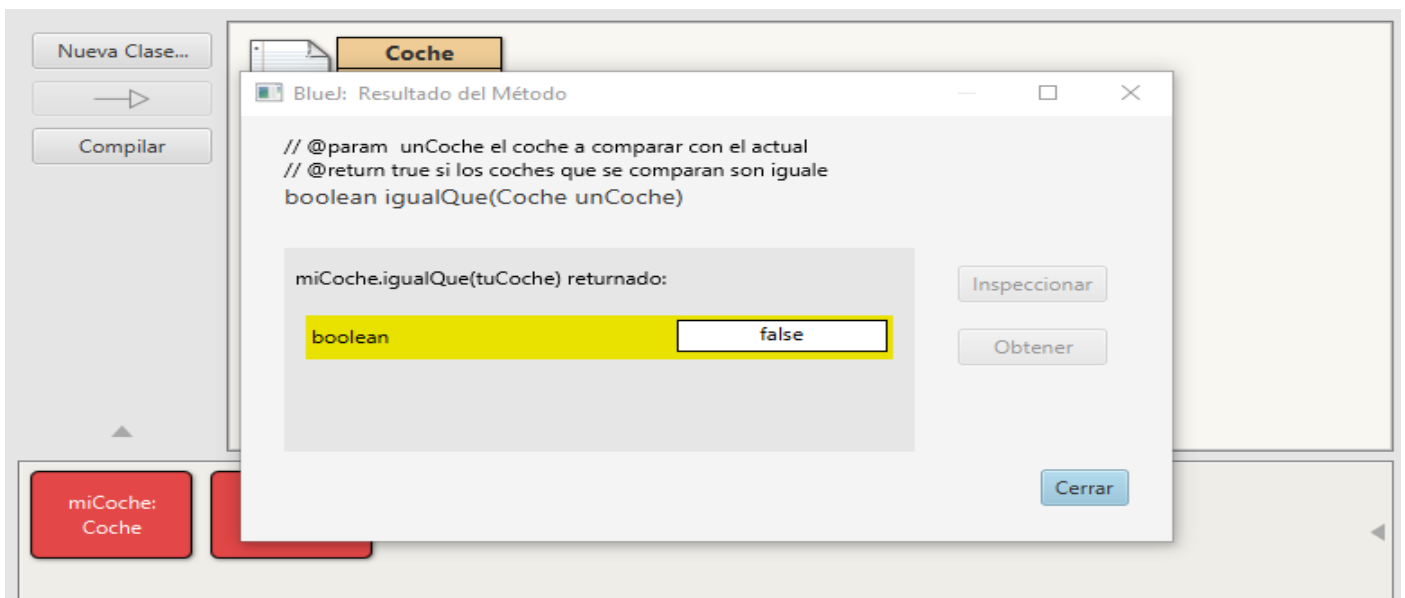 Nueva Clase...
Coche
BlueJ: Resultado del Método
Compilar
// @param  unCoche el coche a comparar con el actual
// @return true si los coches que se comparan son iguale
boolean igualQue(Coche unCoche)
miCoche.igualQue(tuCoche) returnado:
Inspeccionar
boolean
false
Obtener
Cerrar
miCoche:
Coche